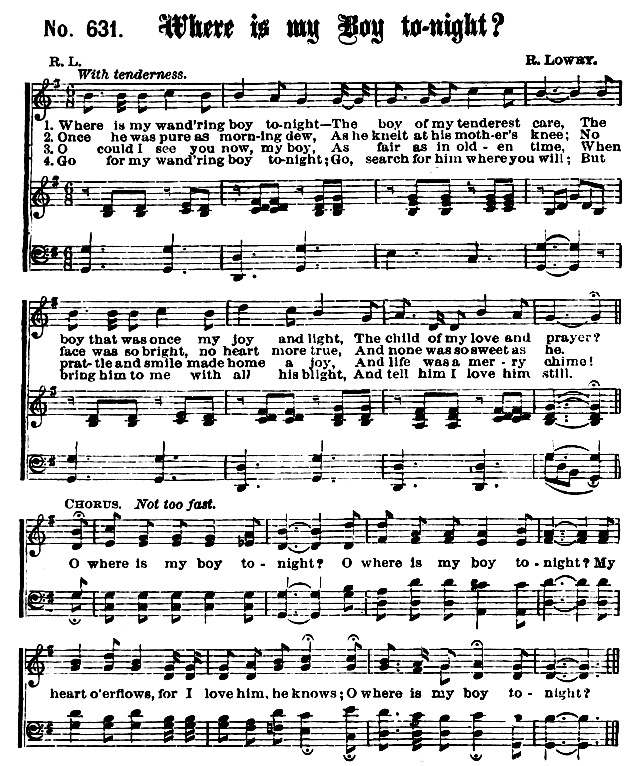 No. 631. Where is my Boy to-night?
R. L. R. LOWRY.
With tenderness.
1. Where is my wand'ring boy to-night—The boy of my tenderest care, The
2. Once he was pure as morn-ing dew, As he knelt at his moth-er's knee; No
3. O could I see you now, my boy, As fair as in old - en time, When
4. Go for my wand'ring boy to-night; Go, search for him where you will; But
boy that was once my joy and light, The child of my love and prayer?
face was so bright, no heart more true, And none was so sweet as he.
prat-tle and smile made home a joy, And life was a mer - ry chime!
bring him to me with all his blight, And tell him I love him still.
CHORUS. Not too fast.
O where is my boy to - night? O where is my boy to - night? My
heart o'erflows, for I love him, he knows; O where is my boy to - night?